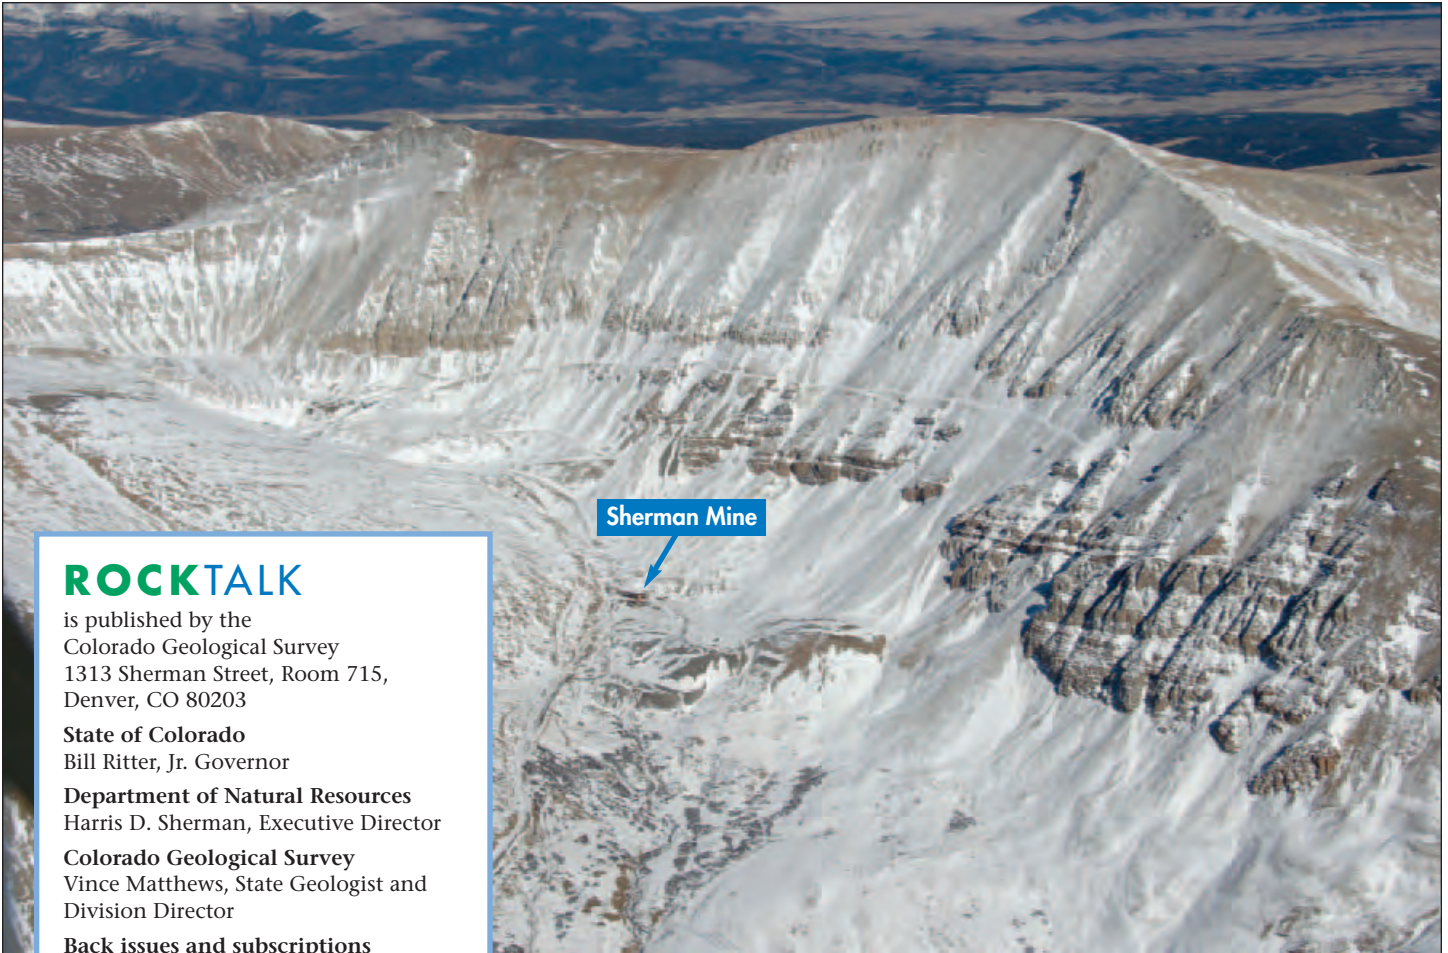 Sherman Mine
ROCKTALK
is published by the
Colorado Geological Survey
1313 Sherman Street, Room 715,
Denver, CO 80203
State of Colorado
Bill Ritter, Jr. Governor
Department of Natural Resources
Harris D. Sherman, Executive Director
Colorado Geological Survey
Vince Matthews, State Geologist and
Division Director
Back issues and subscriptions